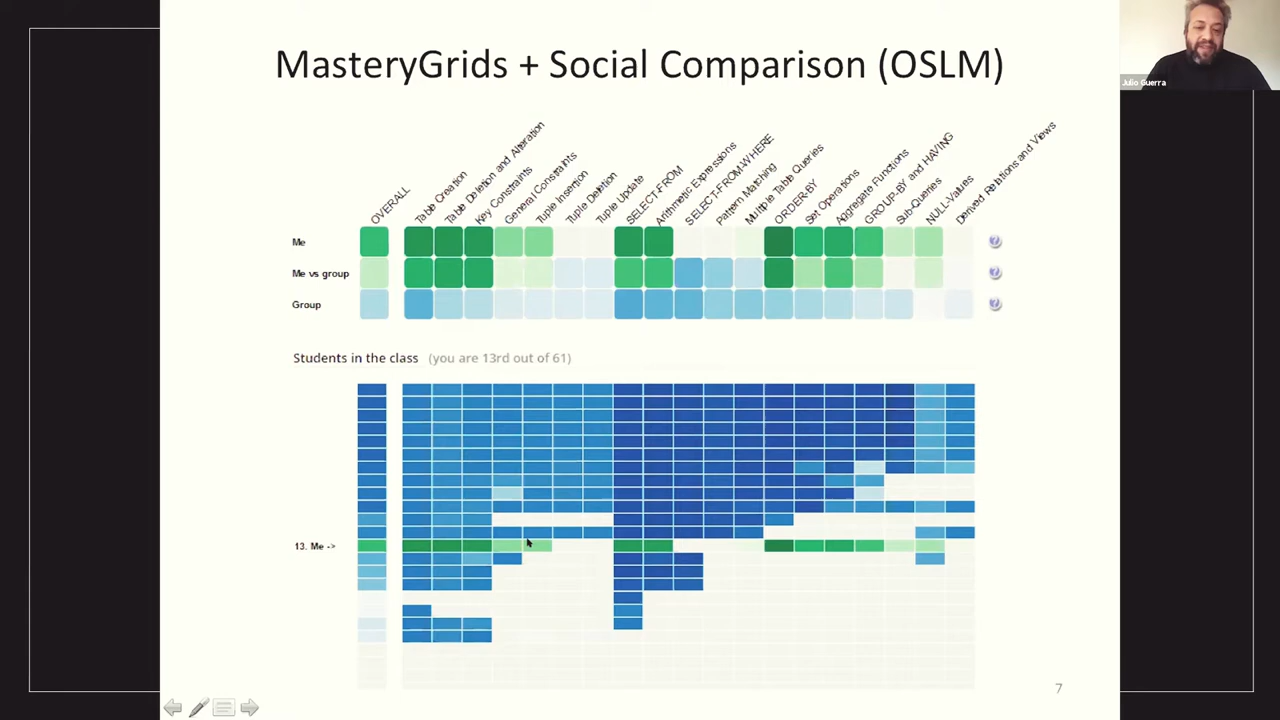 MasteryGrids + Social Comparison (OSLM)
Julio Guerra
OVERALL
Table Creation
Table Deletion and Alteration
Key Constraints
General Constraints
Tuple Insertion
Tuple Deletion
Tuple Update
SELECT-FROM
Arithmetic Expressions
SELECT-FROM-WHERE
Pattern Matching
Multiple Table Queries
ORDER-BY
Set Operations
Aggregate Functions
GROUP-BY and HAVING
Sub-Queries
NULL-Values
Derived Relations and Views
Me
?
Me vs group
?
Group
?
Students in the class (you are 13rd out of 61)
13. Me ->
7